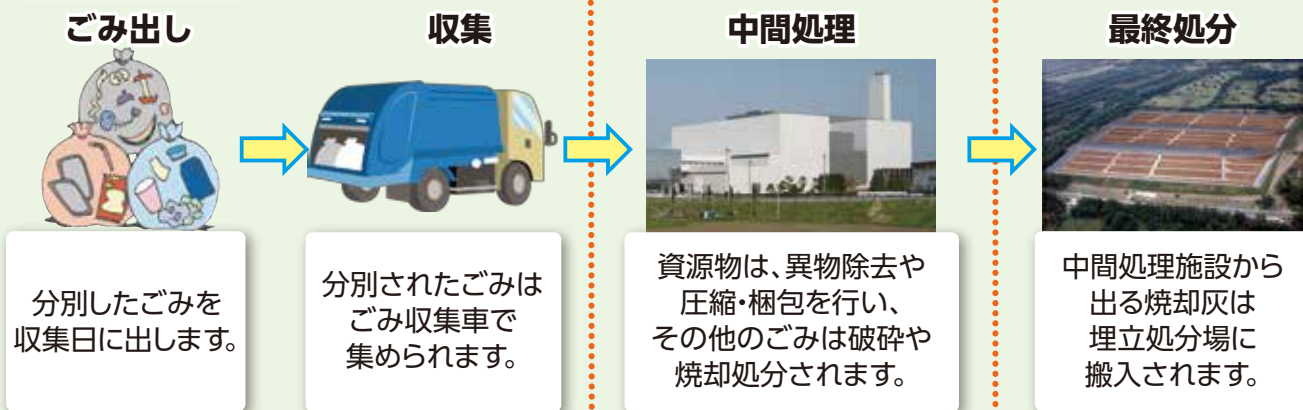 ごみ出し
収集
中間処理
最終処分
分別したごみを
収集日に出します。
分別されたごみは
ごみ収集車で
集められます。
資源物は、異物除去や
圧縮・梱包を行い、
その他のごみは破砕や
焼却処分されます。
中間処理施設から
出る焼却灰は
埋立処分場に
搬入されます。